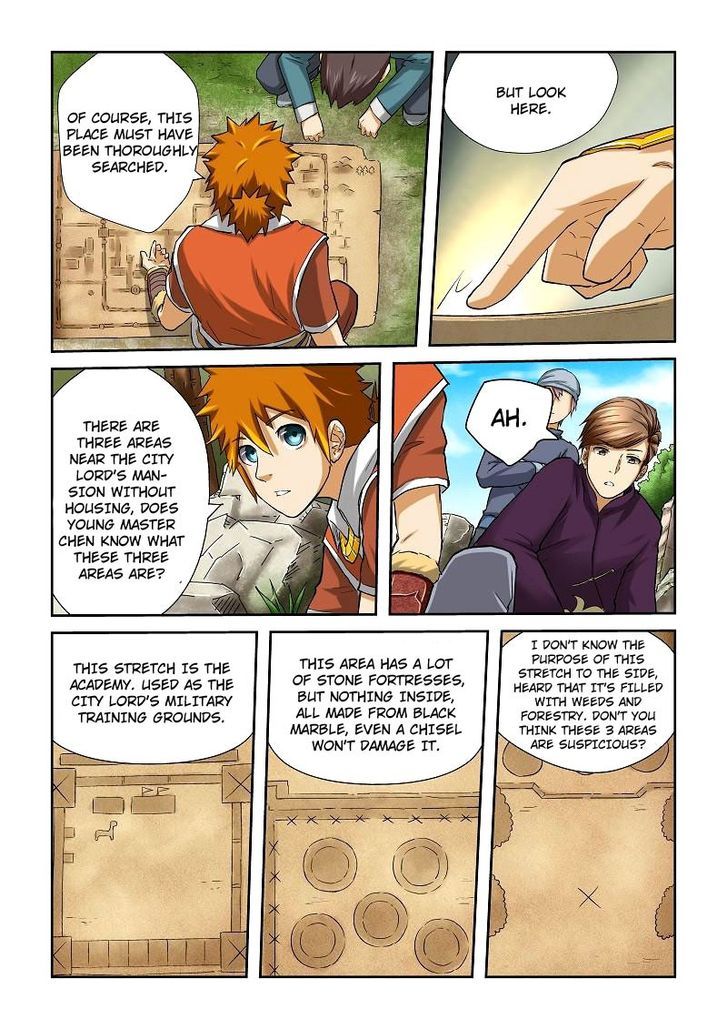 OF COURSE, THIS
PLACE MUST HAVE
BEEN THOROUGHLY
SEARCHED.
BUT LOOK
HERE.
THERE ARE
THREE AREAS
NEAR THE CITY
LORD'S MAN-
SION WITHOUT
HOUSING, DOES
YOUNG MASTER
CHEN KNOW WHAT
THESE THREE
AREAS ARE?
AH.
THIS STRETCH IS THE
ACADEMY. USED AS THE
CITY LORD'S MILITARY
TRAINING GROUNDS.
THIS AREA HAS A LOT
OF STONE FORTRESSES,
BUT NOTHING INSIDE,
ALL MADE FROM BLACK
MARBLE, EVEN A CHISEL
WON'T DAMAGE IT.
I DON'T KNOW THE
PURPOSE OF THIS
STRETCH TO THE SIDE,
HEARD THAT IT'S FILLED
WITH WEEDS AND
FORESTRY. DON'T YOU
THINK THESE 3 AREAS
ARE SUSPICIOUS?